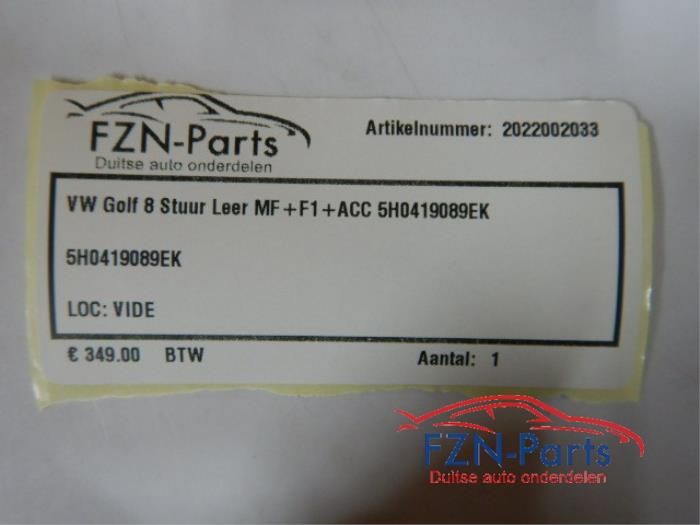 FZN-Parts
Duitse auto onderdelen
Artikelnummer: 2022002033
VW Golf 8 Stuur Leer MF+F1+ACC 5H0419089EK
5H0419089EK
LOC: VIDE
€ 349.00 BTW
Aantal: 1
FZN-Parts
Duitse auto onderdelen